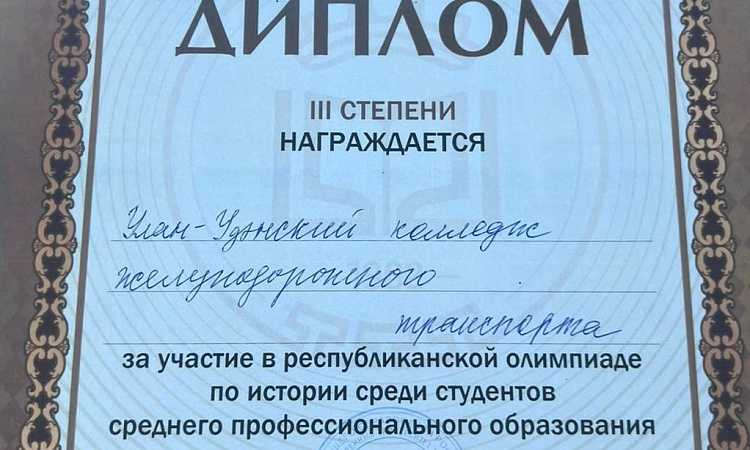 ДИПЛОМ
III СТЕПЕНИ
НАГРАЖДАЕТСЯ
Улан-Удэнский колледж
железнодорожного
транспорта
за участие в республиканской олимпиаде
по истории среди студентов
среднего профессионального образования